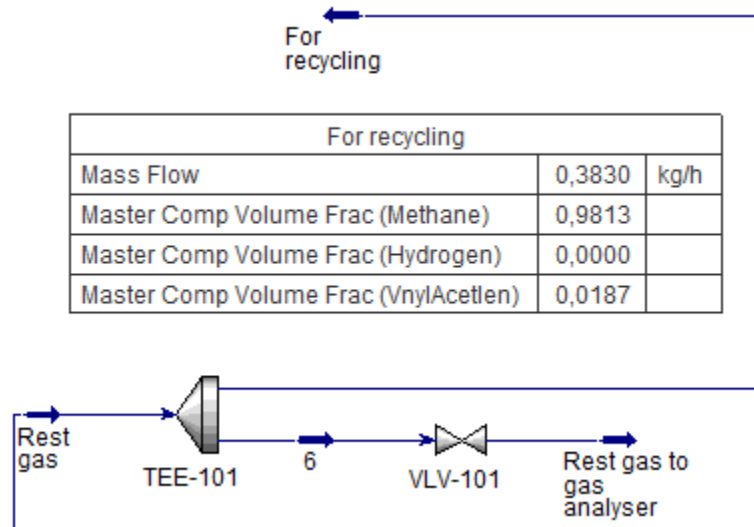 For
recycling
For recycling
Mass Flow 0,3830 kg/h
Master Comp Volume Frac (Methane) 0,9813
Master Comp Volume Frac (Hydrogen) 0,0000
Master Comp Volume Frac (VnylAcetlen) 0,0187
Rest
gas
TEE-101
6
VLV-101
Rest gas to
gas
analyser